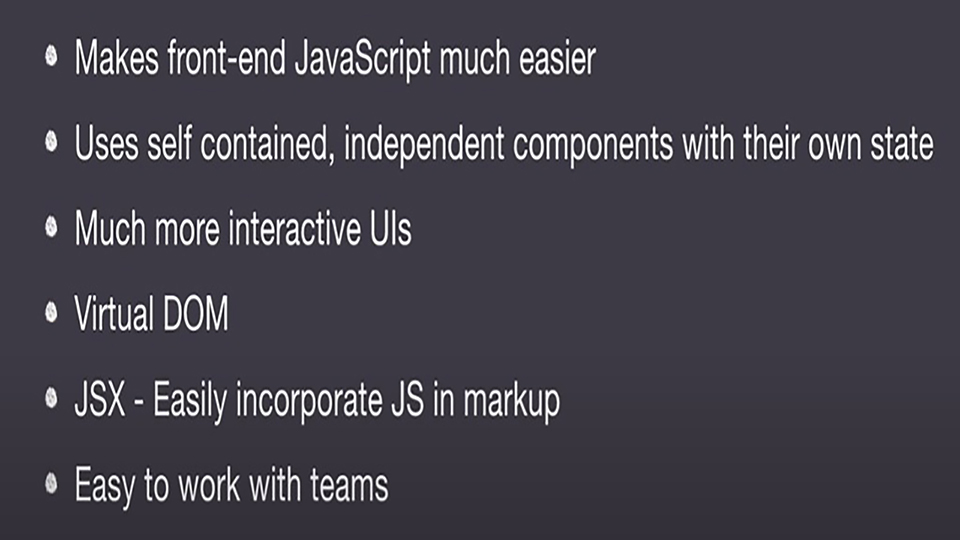 Makes front-end JavaScript much easier
Uses self contained, independent components with their own state
Much more interactive UIs
Virtual DOM
JSX - Easily incorporate JS in markup
Easy to work with teams